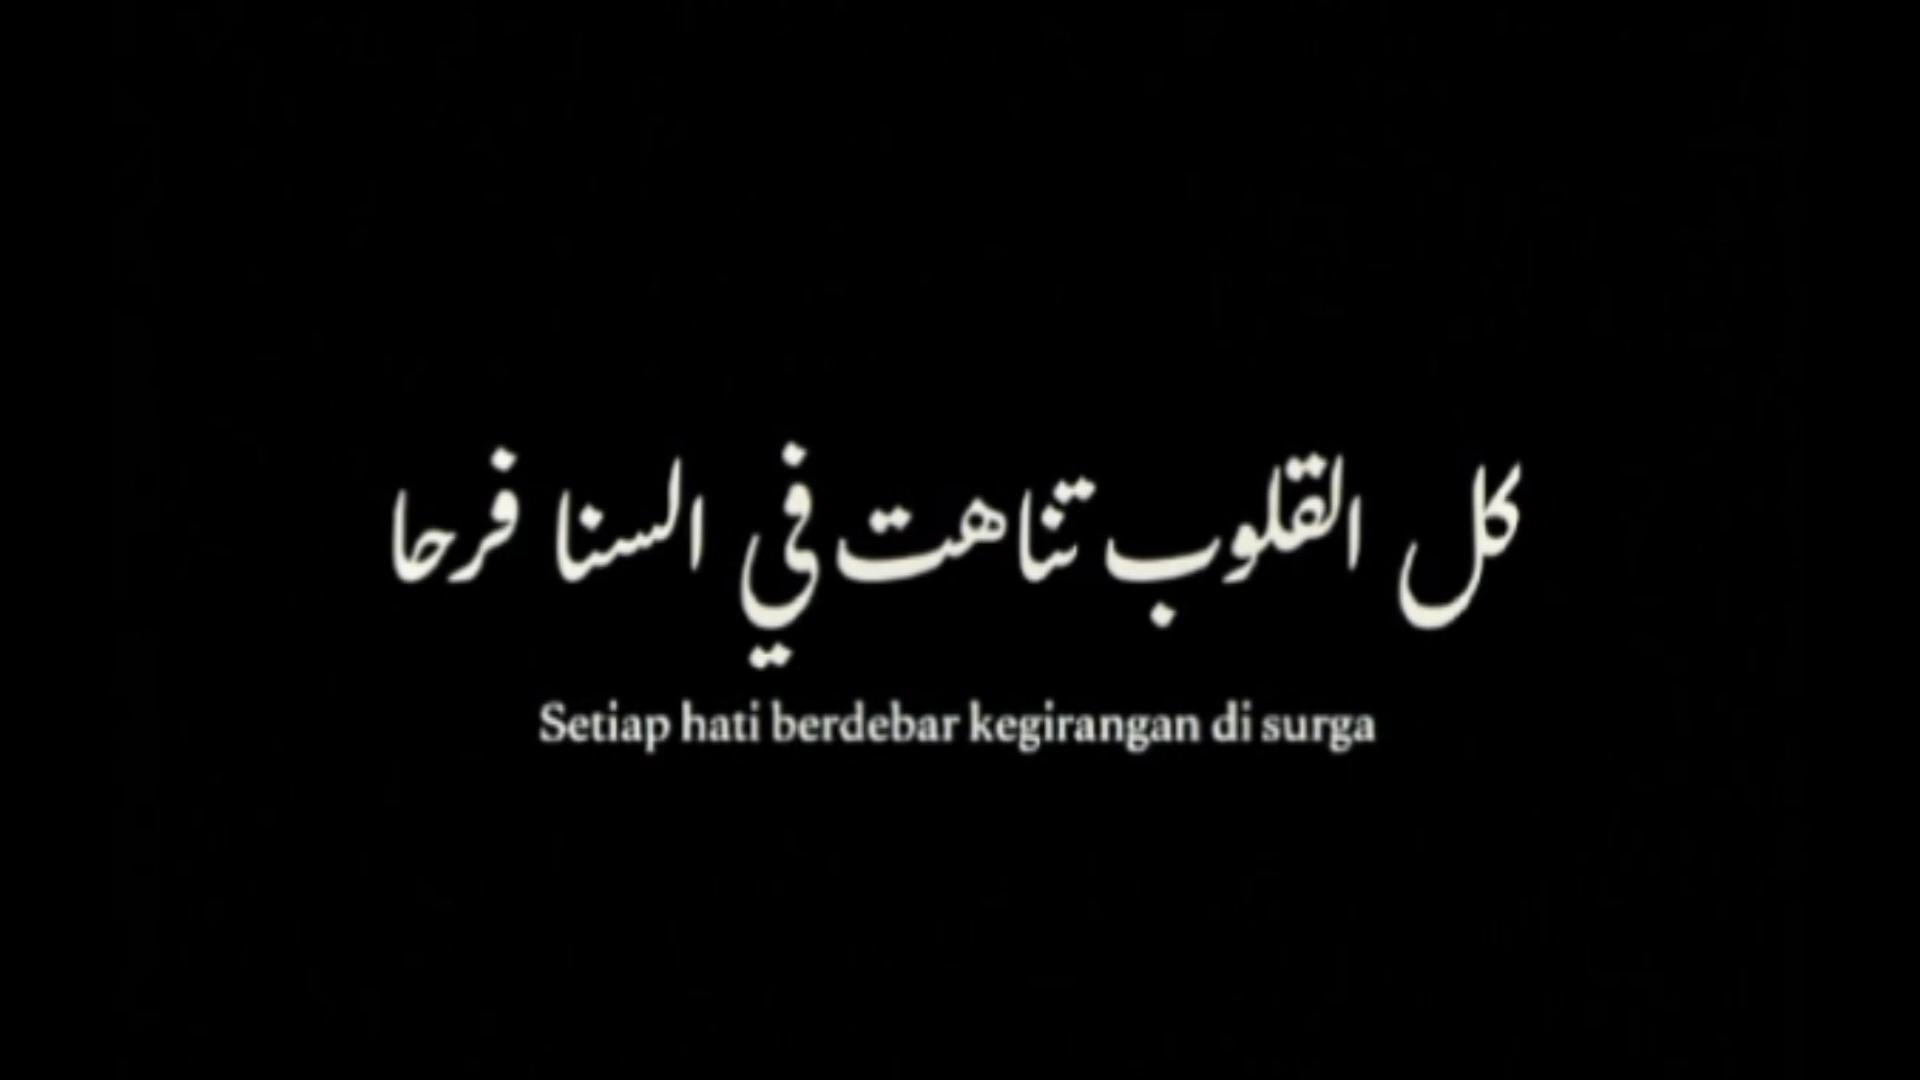 كل القلوب تناهت في السنا فرحا
Setiap hati berdebar kegirangan di surga